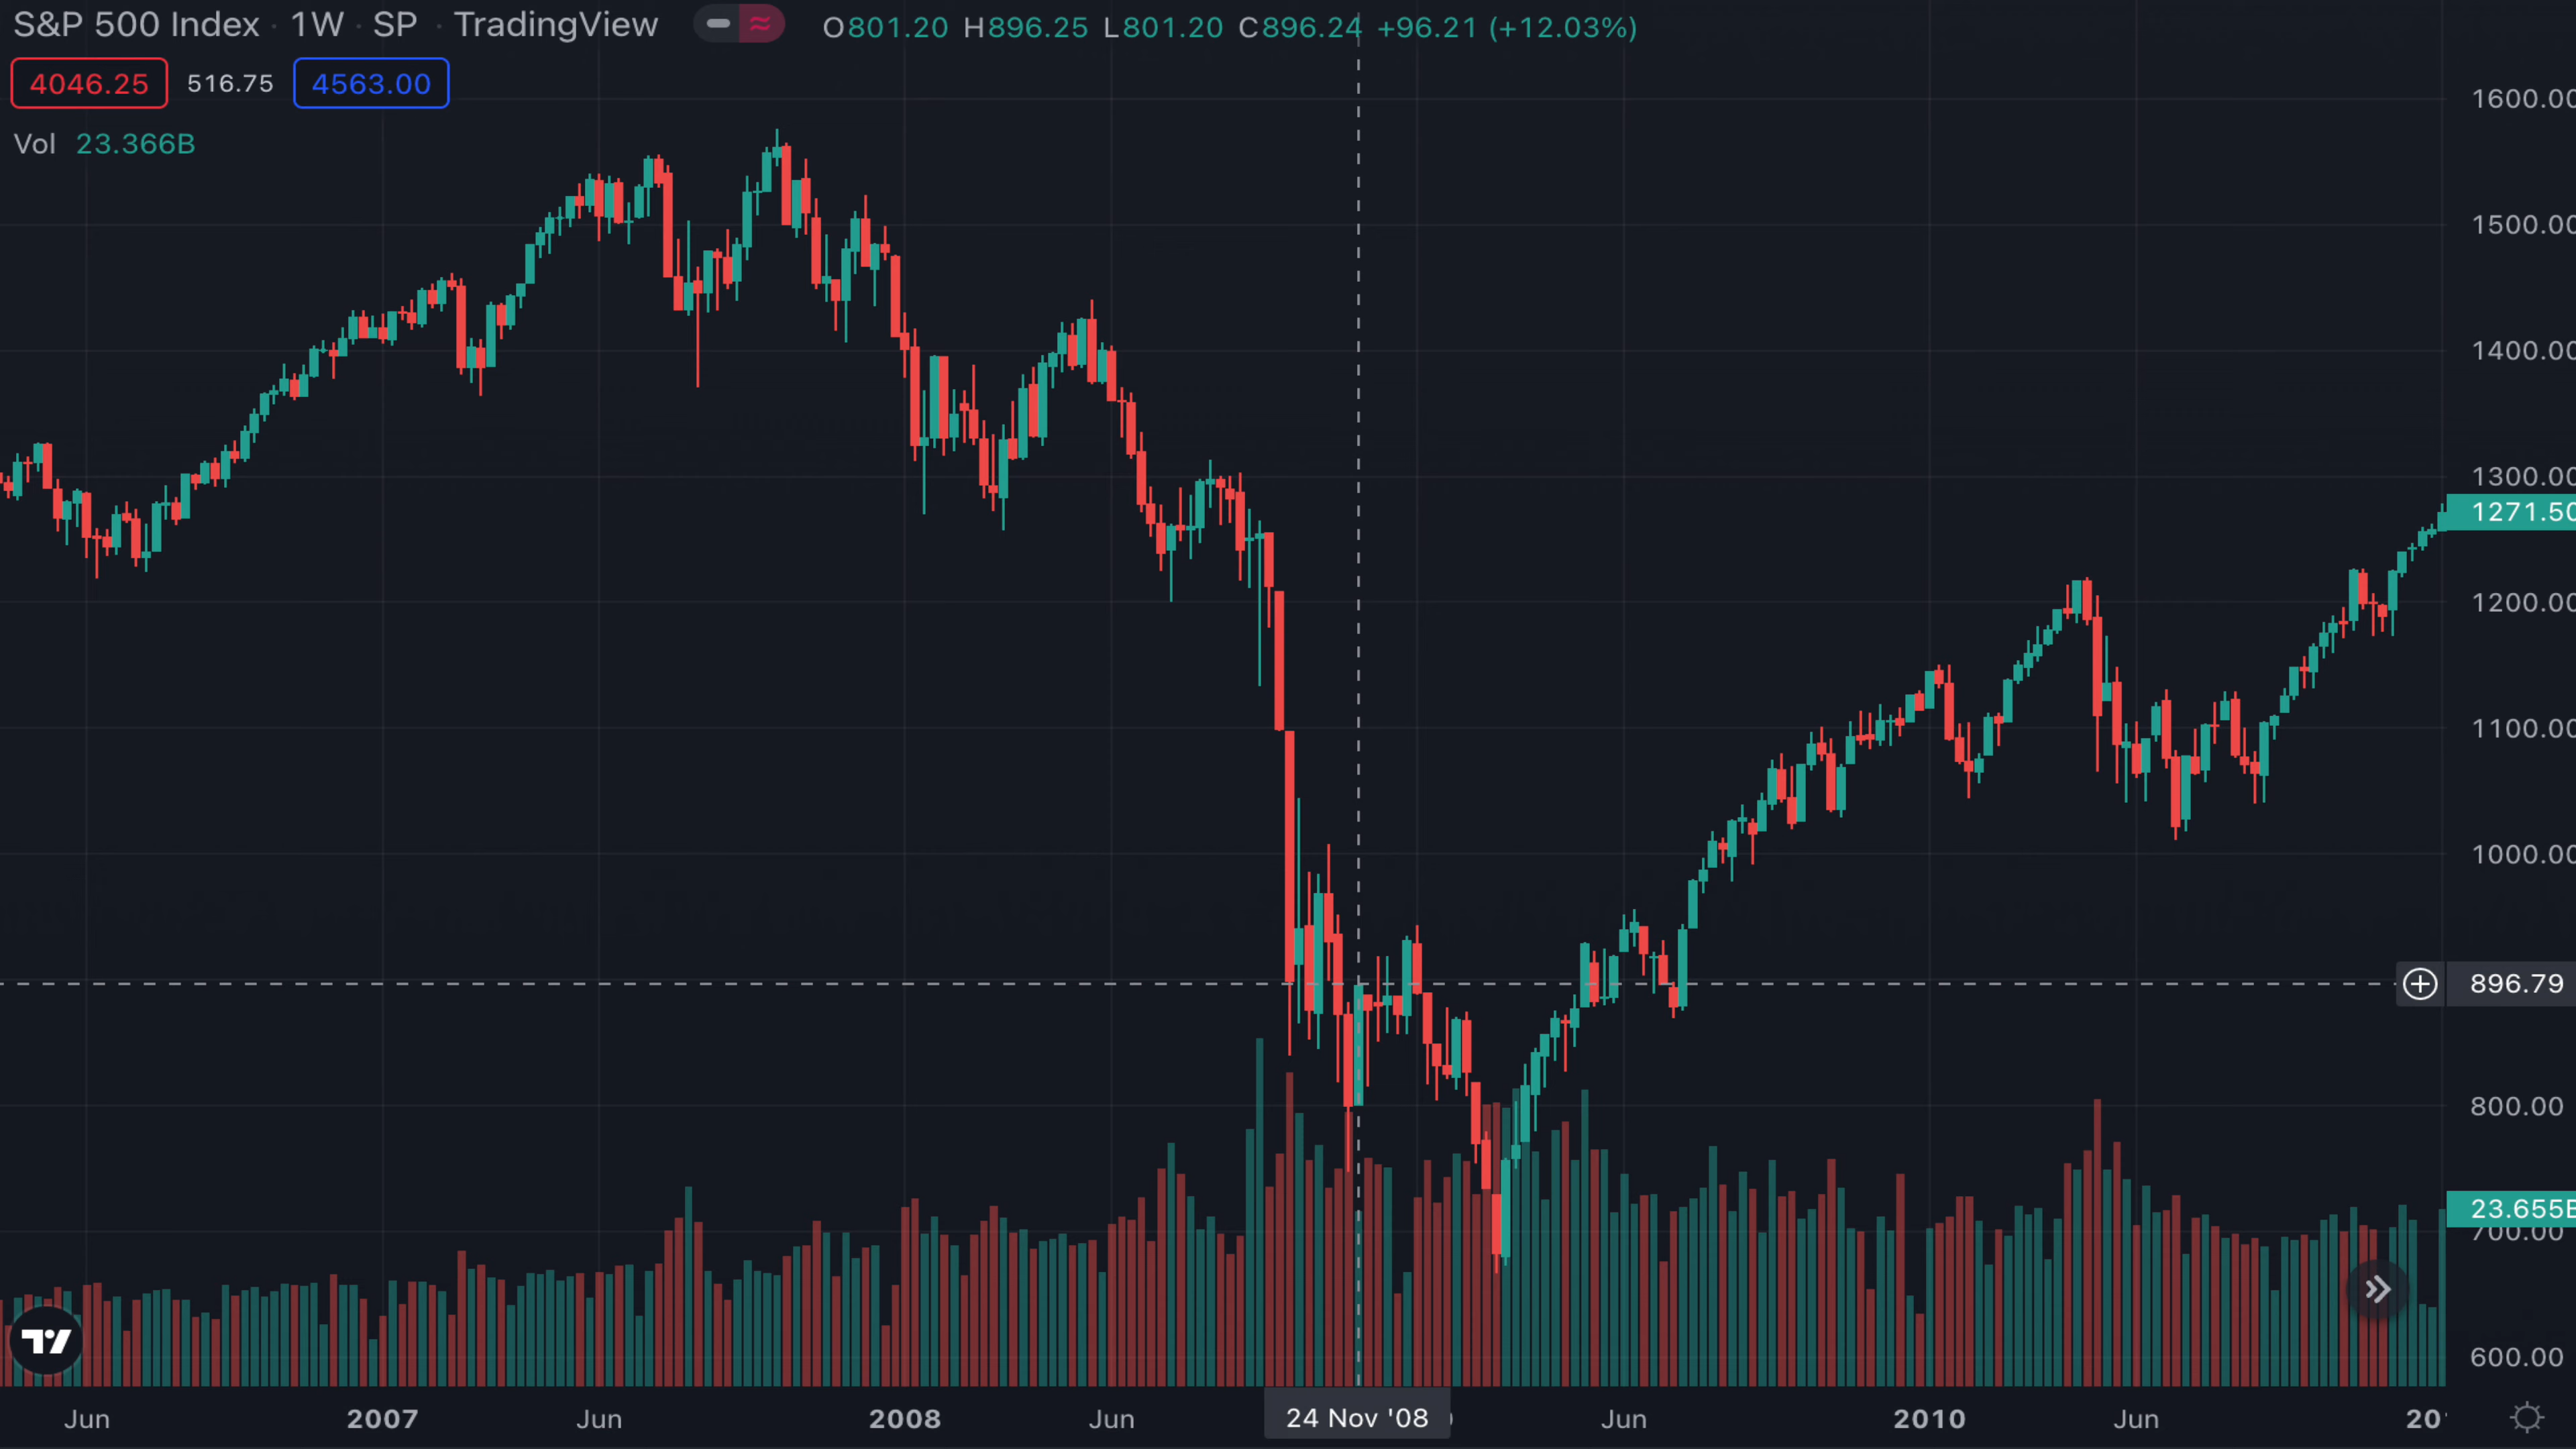 S&P 500 Index · 1W · SP · TradingView
O801.20 H896.25 L801.20 C896.24 +96.21 (+12.03%)
4046.25 516.75 4563.00
Vol 23.366B
1600.00
1500.00
1400.00
1300.00
1271.50
1200.00
1100.00
1000.00
896.79
800.00
23.655B
700.00
600.00
Jun 2007 Jun 2008 Jun 24 Nov '08 Jun 2010 Jun 20